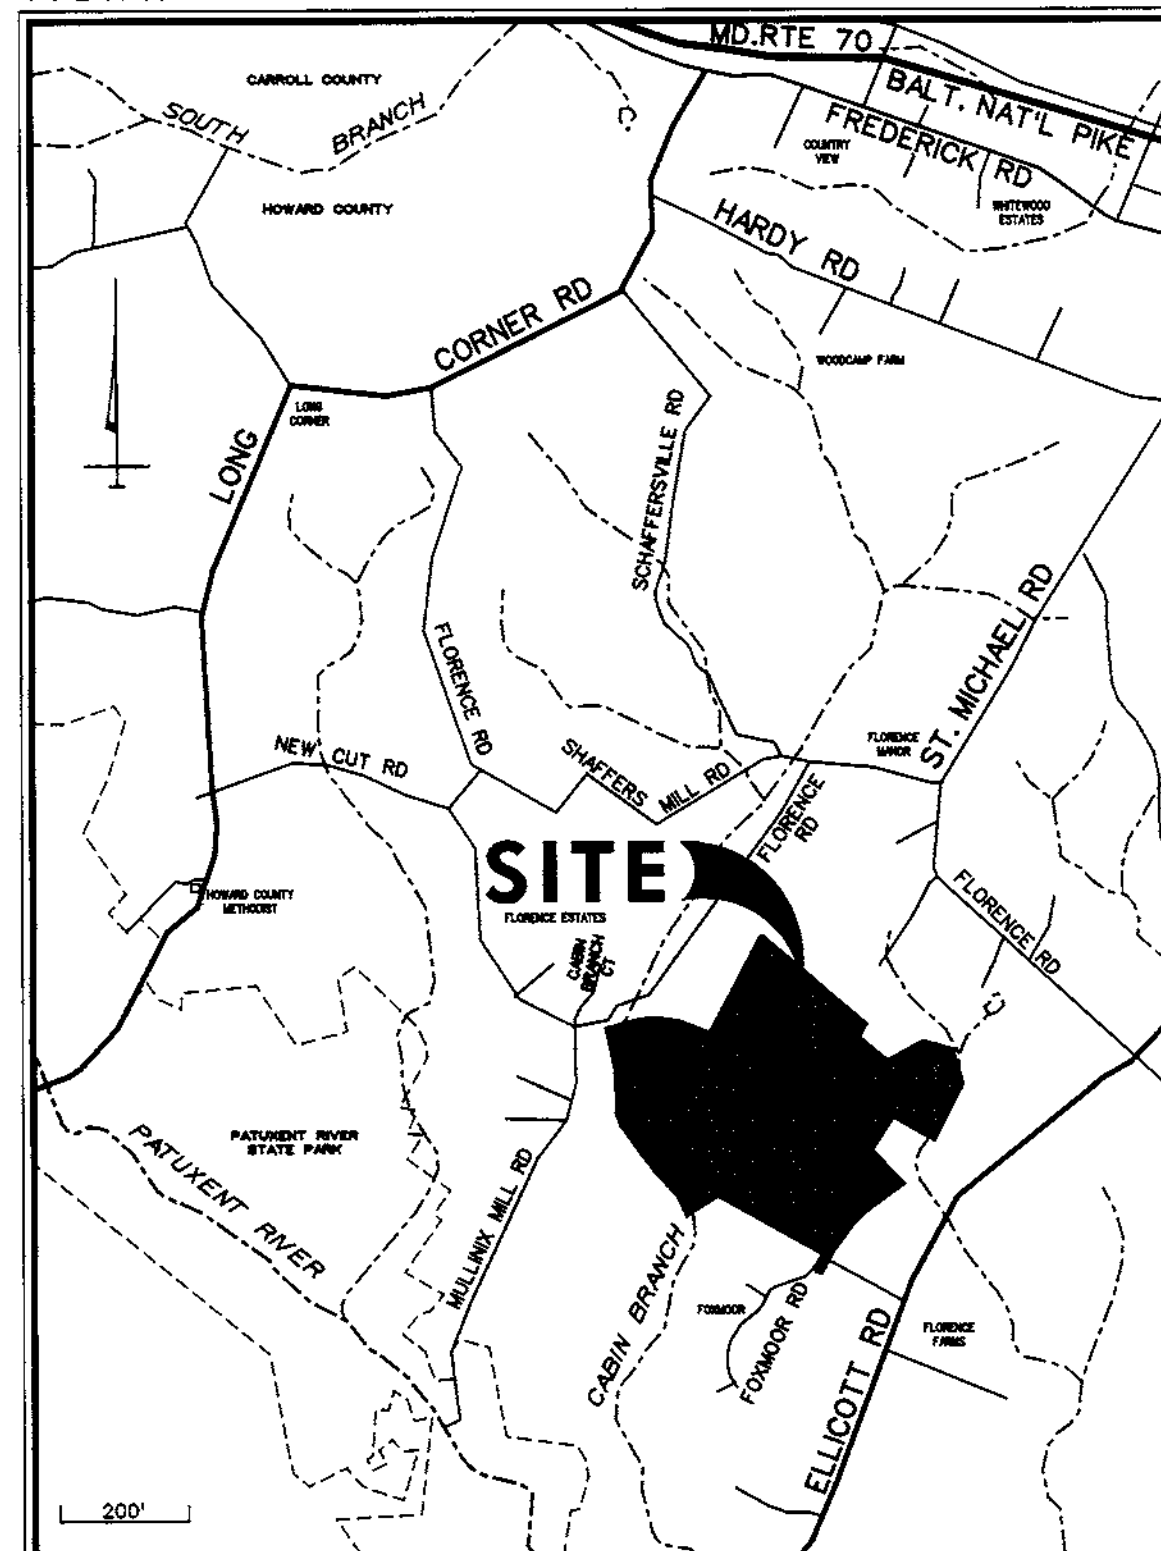 MD.RTE 70
BALT. NAT'L PIKE
CARROLL COUNTY
SOUTH BRANCH
C.
FREDERICK RD
COUNTRY
VIEW
WHITEWOOD
ESTATES
HOWARD COUNTY
HARDY RD
CORNER RD
WOODCAMP FARM
LONG
CORNER
LONG
SCHAFFERSVILLE RD
ST. MICHAEL RD
FLORENCE RD
FLORENCE
MANOR
NEW CUT RD
SHAFFERS MILL RD
FLORENCE
RD
SITE
FLORENCE ESTATES
HOWARD COUNTY
METHODIST
FLORENCE RD
CABIN
BRANCH
CT
PATUXENT RIVER
STATE PARK
PATUXENT RIVER
MULLINIX MILL RD
CABIN BRANCH
FOXMOOR
FOXMOOR RD
FLORENCE
FARMS
ELLICOTT RD
200'